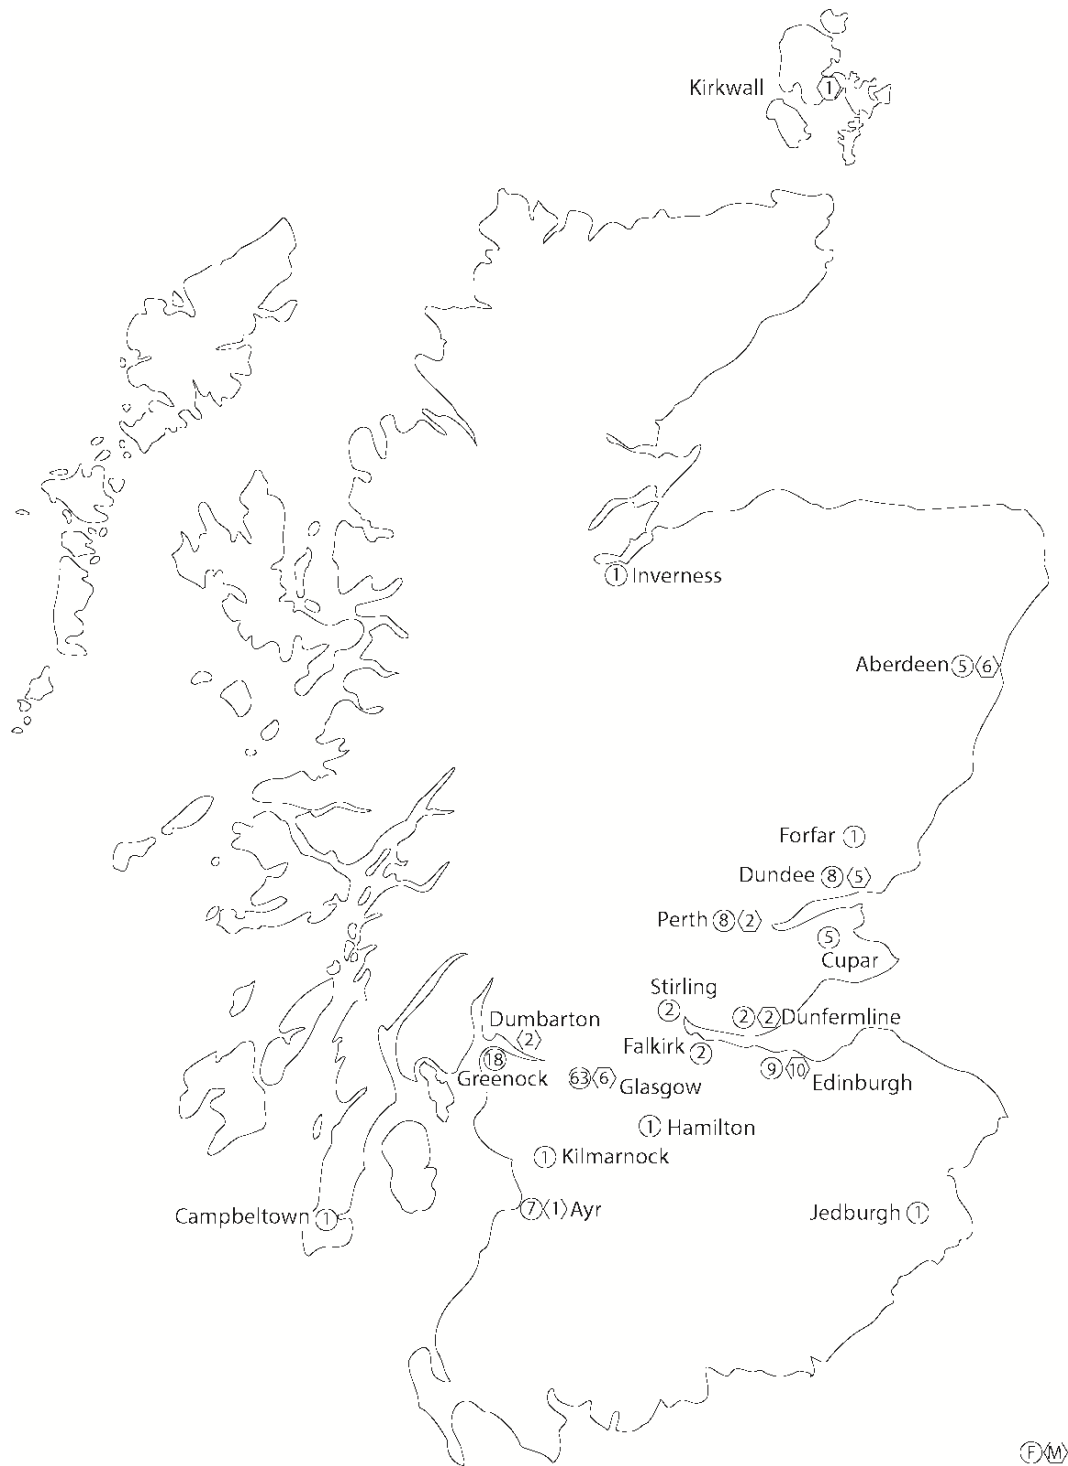 Kirkwall 1
1 Inverness
Aberdeen 5 6
Forfar 1
Dundee 8 5
Perth 8 2
5
Cupar
Stirling
2
2 2 Dunfermline
Dumbarton
2
Falkirk 2
18
Greenock
63 6 Glasgow
9 10 Edinburgh
1 Hamilton
1 Kilmarnock
7 1 Ayr
Campbeltown 1
Jedburgh 1
F M